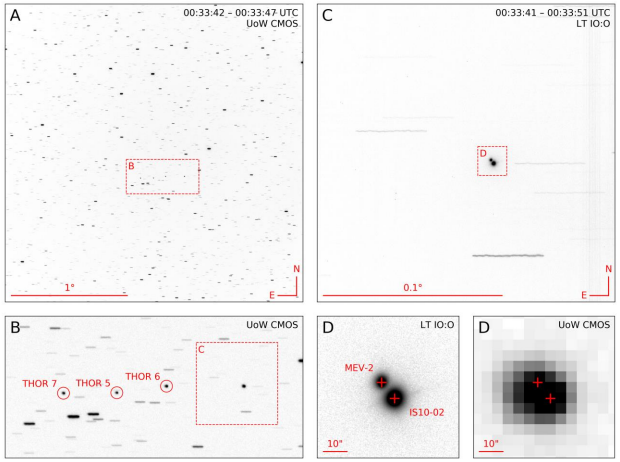 A
00:33:42 – 00:33:47 UTC
UoW CMOS
B
1°
N
E
C
00:33:41 – 00:33:51 UTC
LT IO:O
D
0.1°
N
E
B
UoW CMOS
C
THOR 7
THOR 5
THOR 6
D
LT IO:O
MEV-2
IS10-02
10"
D
UoW CMOS
10"